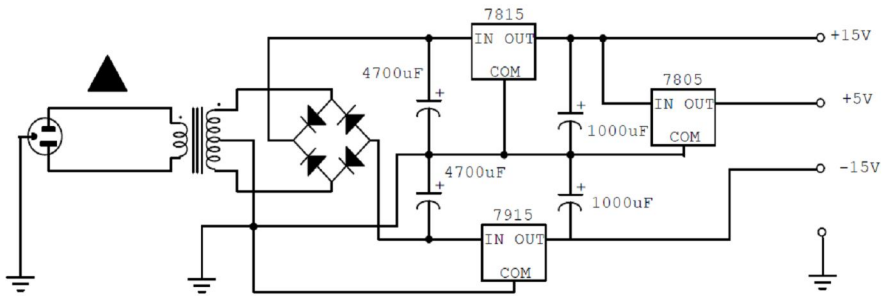 7815
IN OUT
COM
+15V
4700uF
+
+
1000uF
7805
IN OUT
COM
+5V
4700uF
+
+
1000uF
-15V
7915
IN OUT
COM